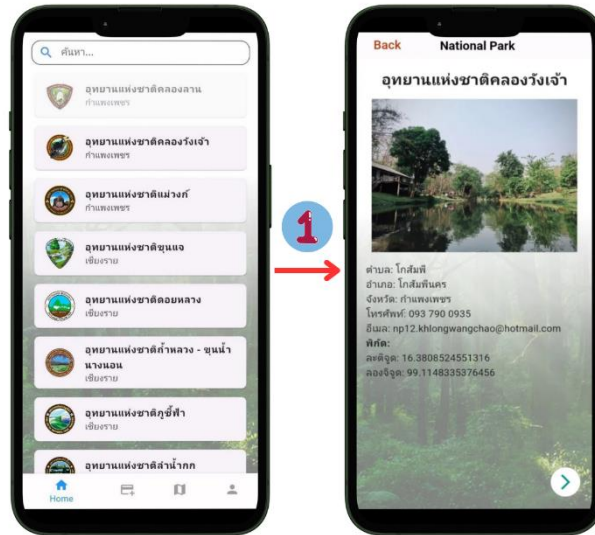 ค้นหา...
อุทยานแห่งชาติคลองลาน
กำแพงเพชร
อุทยานแห่งชาติคลองวังเจ้า
กำแพงเพชร
อุทยานแห่งชาติแม่วงก์
กำแพงเพชร
อุทยานแห่งชาติขุนแจ
เชียงราย
อุทยานแห่งชาติดอยหลวง
เชียงราย
อุทยานแห่งชาติถ้ำหลวง - ขุนน้ำ
นางนอน
เชียงราย
อุทยานแห่งชาติภูชี้ฟ้า
เชียงราย
อุทยานแห่งชาติลำน้ำกก
Home
1
Back National Park
อุทยานแห่งชาติคลองวังเจ้า
ตำบล: โกสัมพี
อำเภอ: โกสัมพีนคร
จังหวัด: กำแพงเพชร
โทรศัพท์: 093 790 0935
อีเมล: np12.khlongwangchao@hotmail.com
พิกัด:
ละติจูด: 16.3808524551316
ลองจิจูด: 99.1148335376456